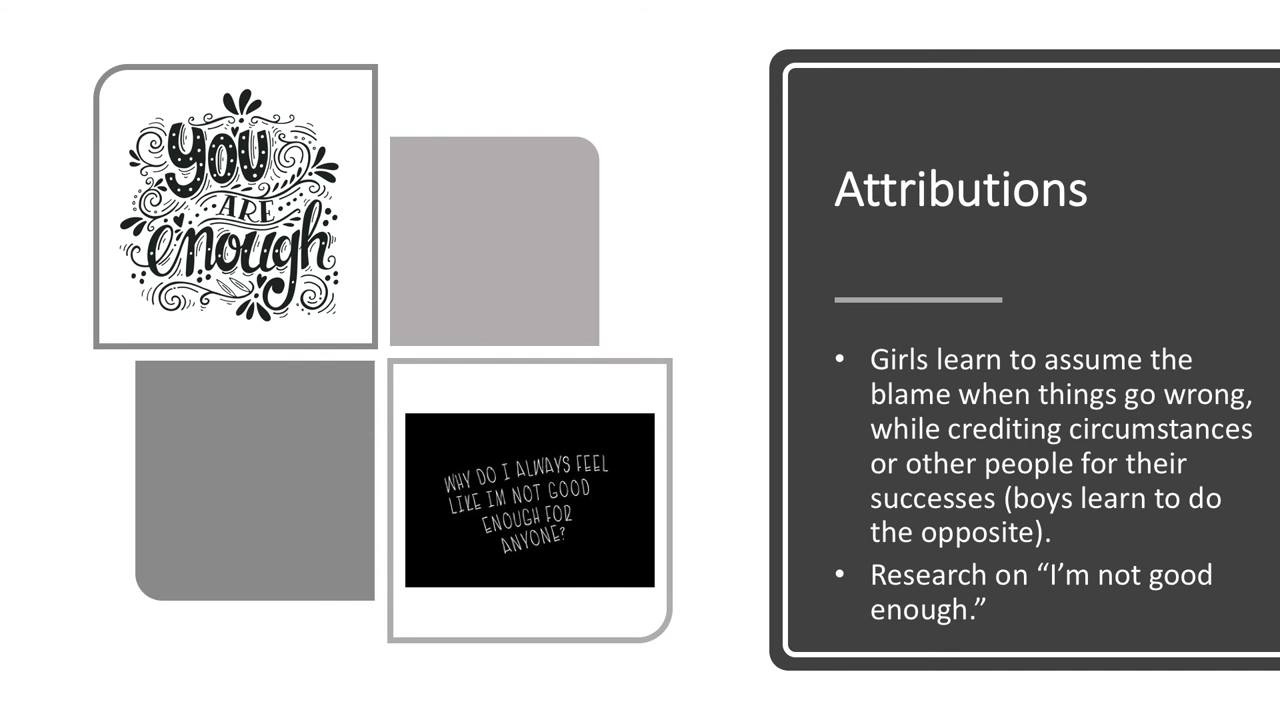 you
ARE
enough
WHY DO I ALWAYS FEEL
LIKE IM NOT GOOD
ENOUGH FOR
ANYONE?
Attributions
• Girls learn to assume the
blame when things go wrong,
while crediting circumstances
or other people for their
successes (boys learn to do
the opposite).
• Research on “I’m not good
enough.”